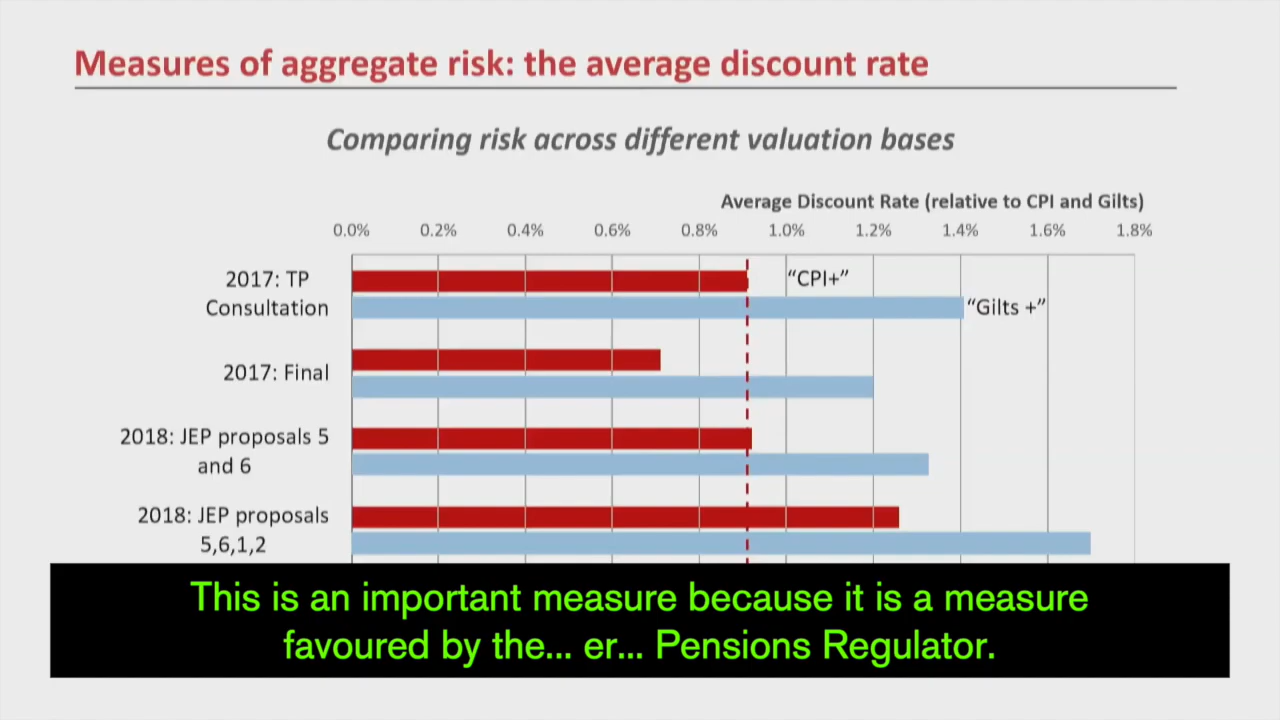 Measures of aggregate risk: the average discount rate
Comparing risk across different valuation bases
Average Discount Rate (relative to CPI and Gilts)
0.0% 0.2% 0.4% 0.6% 0.8% 1.0% 1.2% 1.4% 1.6% 1.8%
2017: TP
Consultation
“CPI+”
“Gilts +”
2017: Final
2018: JEP proposals 5
and 6
2018: JEP proposals
5,6,1,2
This is an important measure because it is a measure
favoured by the... er... Pensions Regulator.